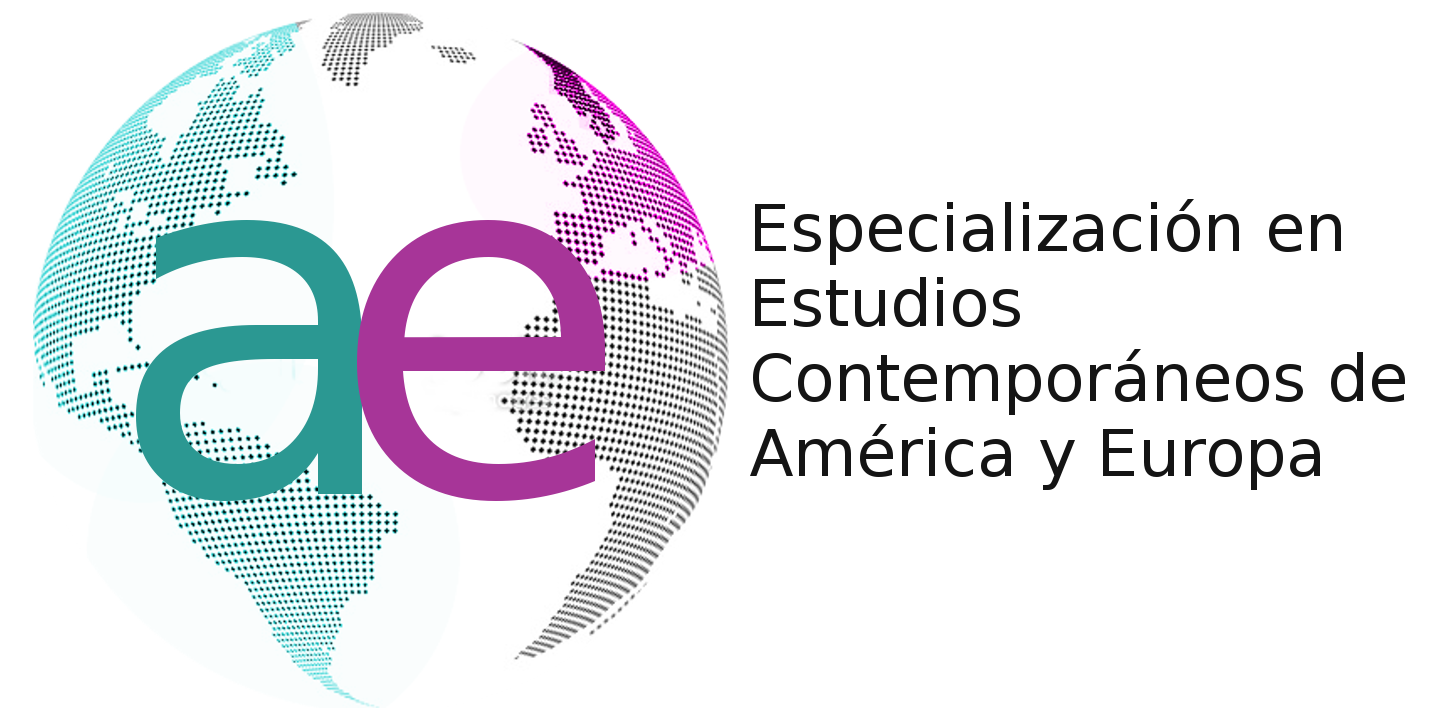 ae
Especialización en
Estudios
Contemporáneos de
América y Europa